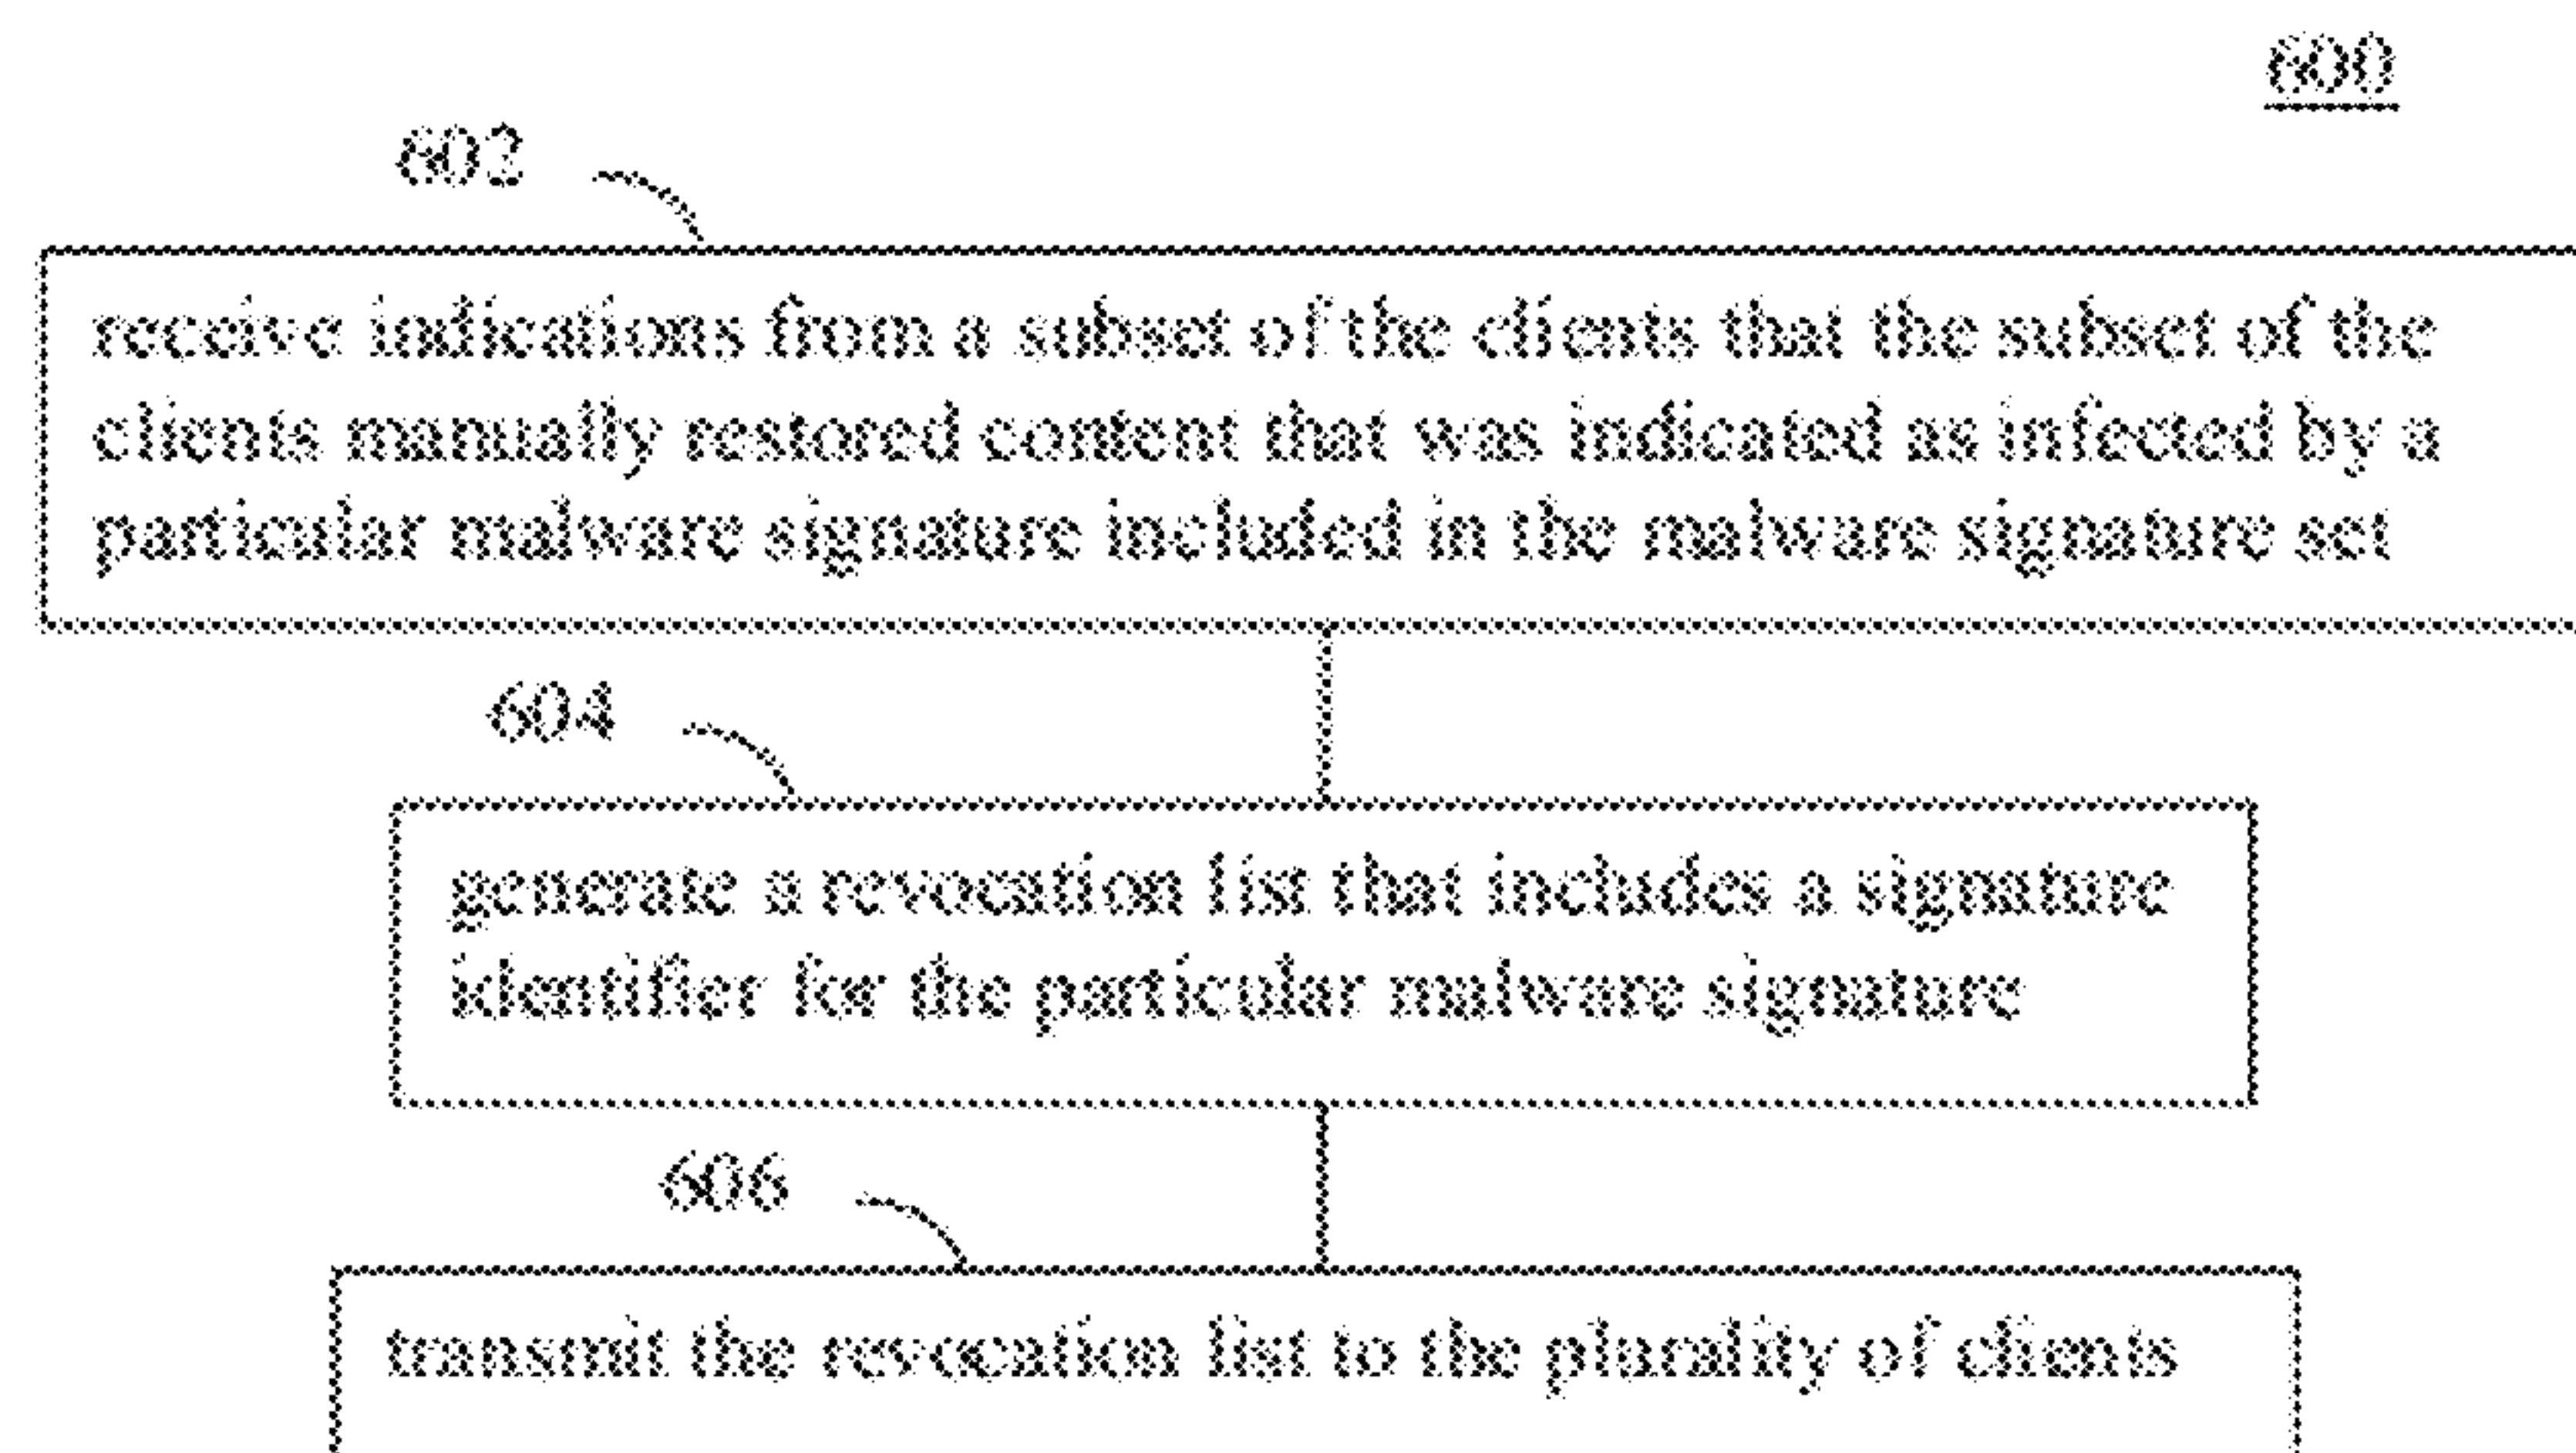 600
602
receive indications from a subset of the clients that the subset of the
clients manually restored content that was indicated as infected by a
particular malware signature included in the malware signature set
604
generate a revocation list that includes a signature
identifier for the particular malware signature
606
transmit the revocation list to the plurality of clients